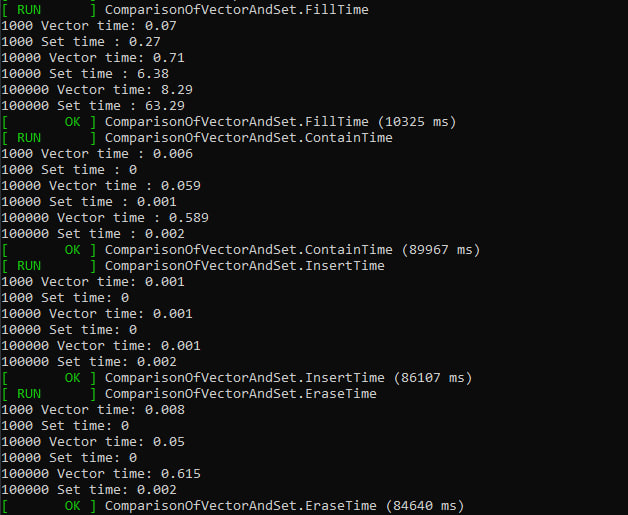 [ RUN      ] ComparisonOfVectorAndSet.FillTime
1000 Vector time: 0.07
1000 Set time : 0.27
10000 Vector time: 0.71
10000 Set time : 6.38
100000 Vector time: 8.29
100000 Set time : 63.29
[       OK ] ComparisonOfVectorAndSet.FillTime (10325 ms)
[ RUN      ] ComparisonOfVectorAndSet.ContainTime
1000 Vector time : 0.006
1000 Set time : 0
10000 Vector time : 0.059
10000 Set time : 0.001
100000 Vector time : 0.589
100000 Set time : 0.002
[       OK ] ComparisonOfVectorAndSet.ContainTime (89967 ms)
[ RUN      ] ComparisonOfVectorAndSet.InsertTime
1000 Vector time: 0.001
1000 Set time: 0
10000 Vector time: 0.001
10000 Set time: 0
100000 Vector time: 0.001
100000 Set time: 0.002
[       OK ] ComparisonOfVectorAndSet.InsertTime (86107 ms)
[ RUN      ] ComparisonOfVectorAndSet.EraseTime
1000 Vector time: 0.008
1000 Set time: 0
10000 Vector time: 0.05
10000 Set time: 0
100000 Vector time: 0.615
100000 Set time: 0.002
[       OK ] ComparisonOfVectorAndSet.EraseTime (84640 ms)